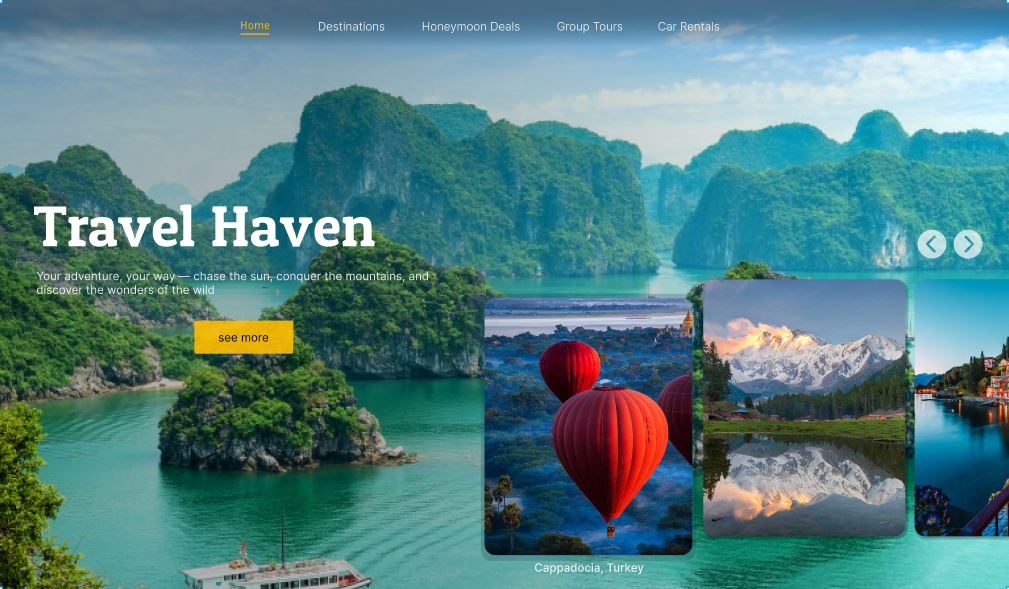 Home
Destinations
Honeymoon Deals
Group Tours
Car Rentals
Travel Haven
Your adventure, your way — chase the sun, conquer the mountains, and
discover the wonders of the wild
see more
Cappadocia, Turkey